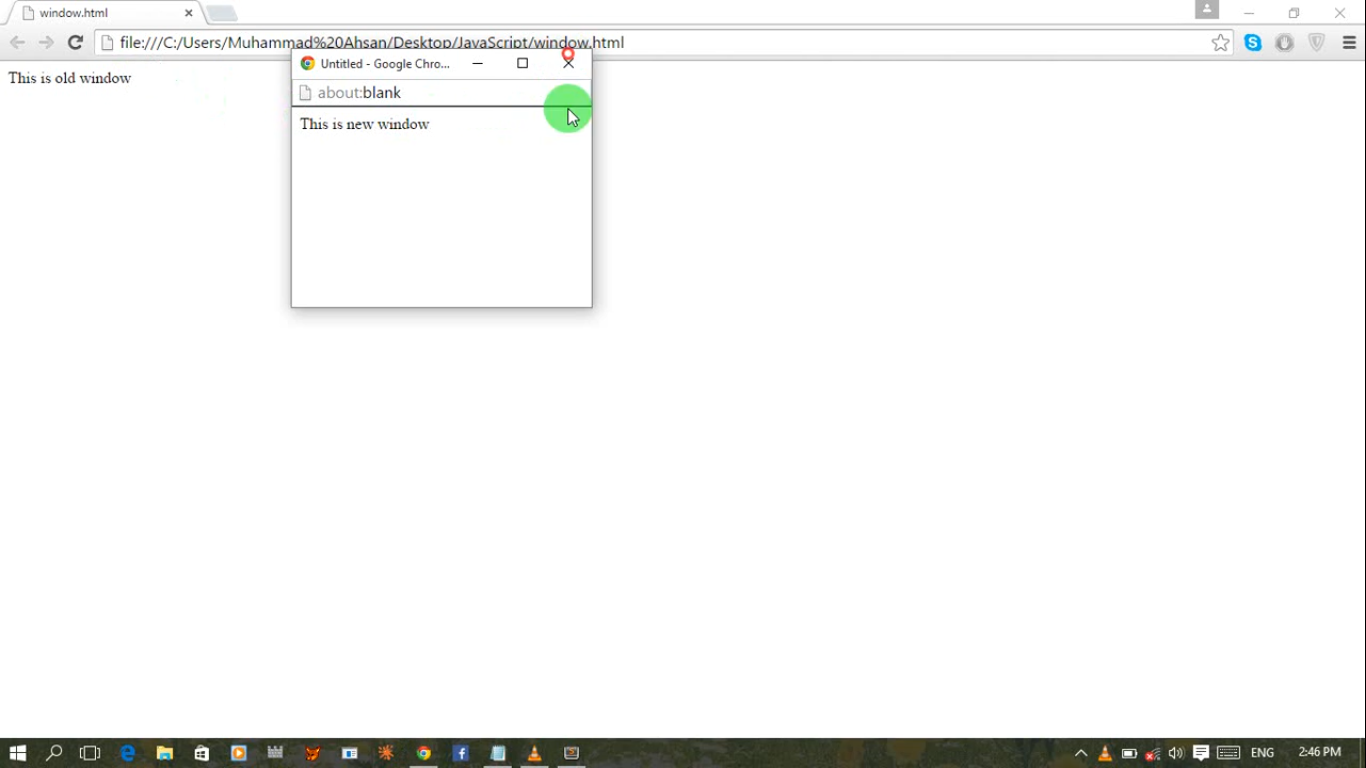 window.html
file:///C:/Users/Muhammad%20Ahsan/Desktop/JavaScript/window.html
This is old window
Untitled - Google Chro...
about:blank
This is new window
ENG
2:46 PM